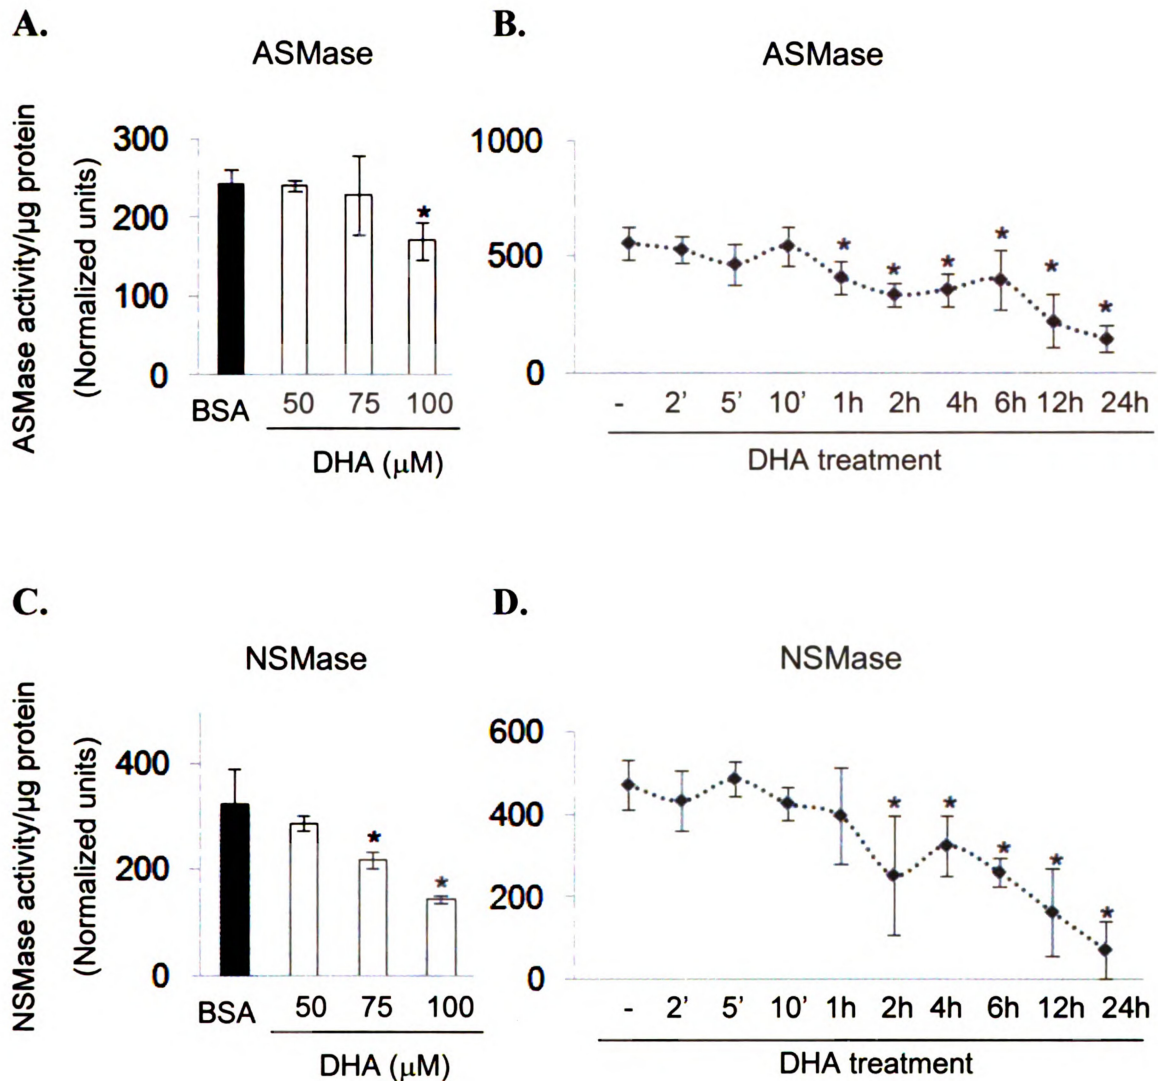 A.
ASMase
ASMase activity/µg protein
(Normalized units)
300
200
100
0
*
BSA
50 75 100
DHA (µM)
B.
ASMase
1000
500
0
* * * * * *
- 2' 5' 10' 1h 2h 4h 6h 12h 24h
DHA treatment
C.
NSMase
NSMase activity/µg protein
(Normalized units)
400
200
0
* *
BSA
50 75 100
DHA (µM)
D.
NSMase
600
400
200
0
* * * * *
- 2' 5' 10' 1h 2h 4h 6h 12h 24h
DHA treatment